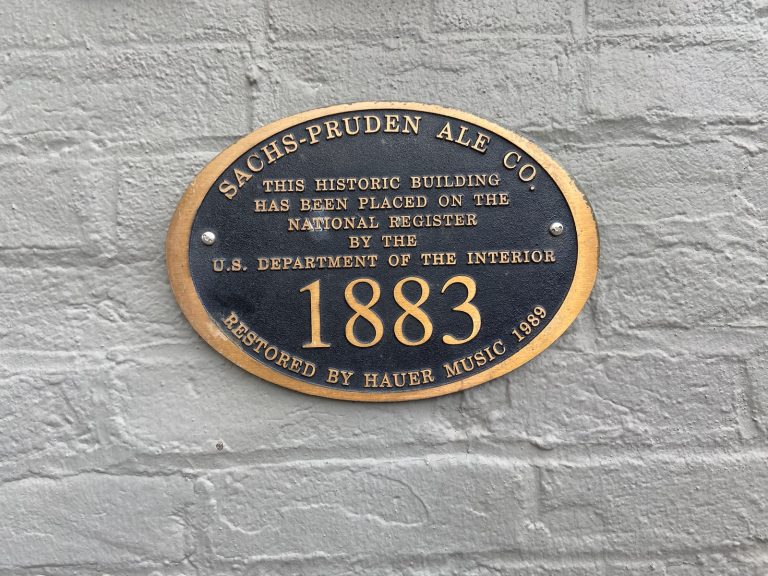 SACHS-PRUDEN ALE CO.
THIS HISTORIC BUILDING
HAS BEEN PLACED ON THE
NATIONAL REGISTER
BY THE
U.S. DEPARTMENT OF THE INTERIOR
1883
RESTORED BY HAUER MUSIC 1989